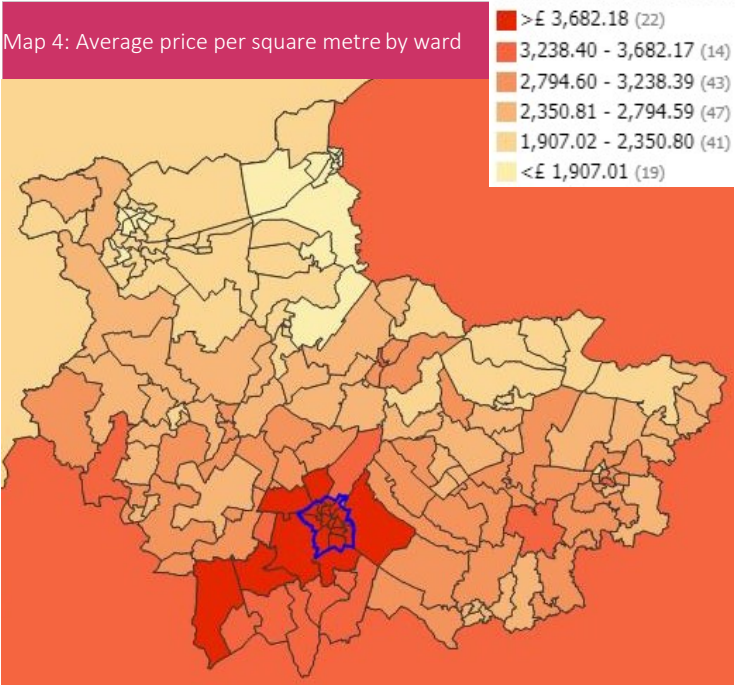 Map 4: Average price per square metre by ward
>£ 3,682.18 (22)
3,238.40 - 3,682.17 (14)
2,794.60 - 3,238.39 (43)
2,350.81 - 2,794.59 (47)
1,907.02 - 2,350.80 (41)
<£ 1,907.01 (19)